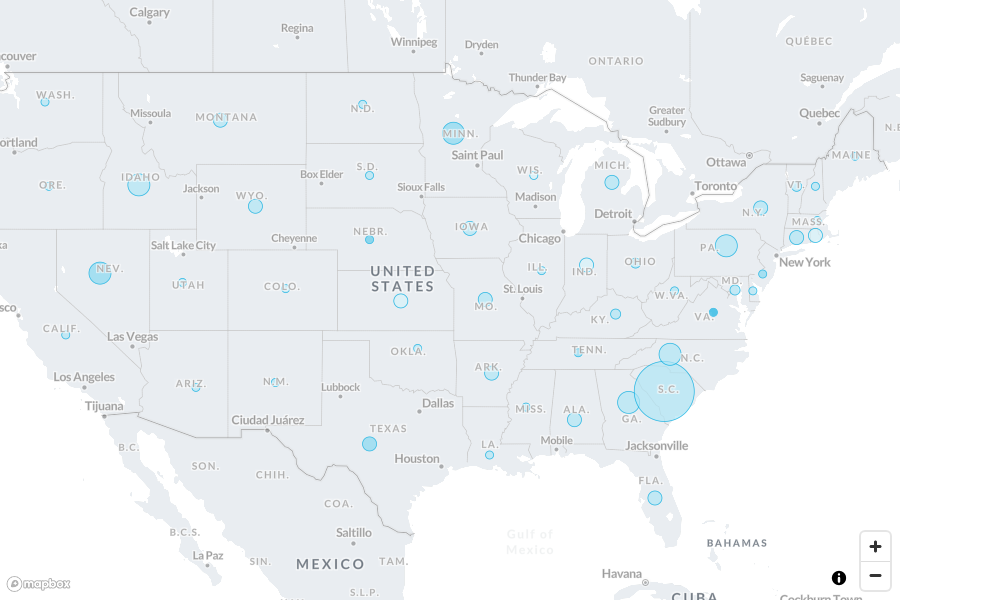 Calgary
Regina
Winnipeg
Dryden
QUÉBEC
ONTARIO
couver
Thunder Bay
Saguenay
WASH.
Missoula
MONTANA
N.D.
Greater
Sudbury
Quebec
N.B
MINN.
ortland
Saint Paul
Ottawa
MAINE
ORE.
IDAHO
Jackson
WYO.
Box Elder
S.D.
Sioux Falls
WIS.
Madison
MICH.
Toronto
VT.
N.Y.
MASS.
Detroit
IOWA
NEBR.
Cheyenne
Salt Lake City
Chicago
PA.
New York
NEV.
UTAH
COLO.
UNITED
STATES
ILL.
IND.
OHIO
MD.
St. Louis
W.VA.
MO.
KY.
VA.
sco
CALIF.
Las Vegas
OKLA.
TENN.
N.C.
Los Angeles
ARIZ.
N.M.
Lubbock
ARK.
S.C.
Tijuana
Ciudad Juárez
Dallas
MISS.
ALA.
GA.
TEXAS
B.C.
Houston
LA.
Mobile
Jacksonville
SON.
CHIH.
FLA.
COA.
B.C.S.
Saltillo
Gulf of
Mexico
BAHAMAS
La Paz
SIN.
MEXICO
TAM.
Havana
S.L.P.
CUBA
Cockburn Town
mapbox